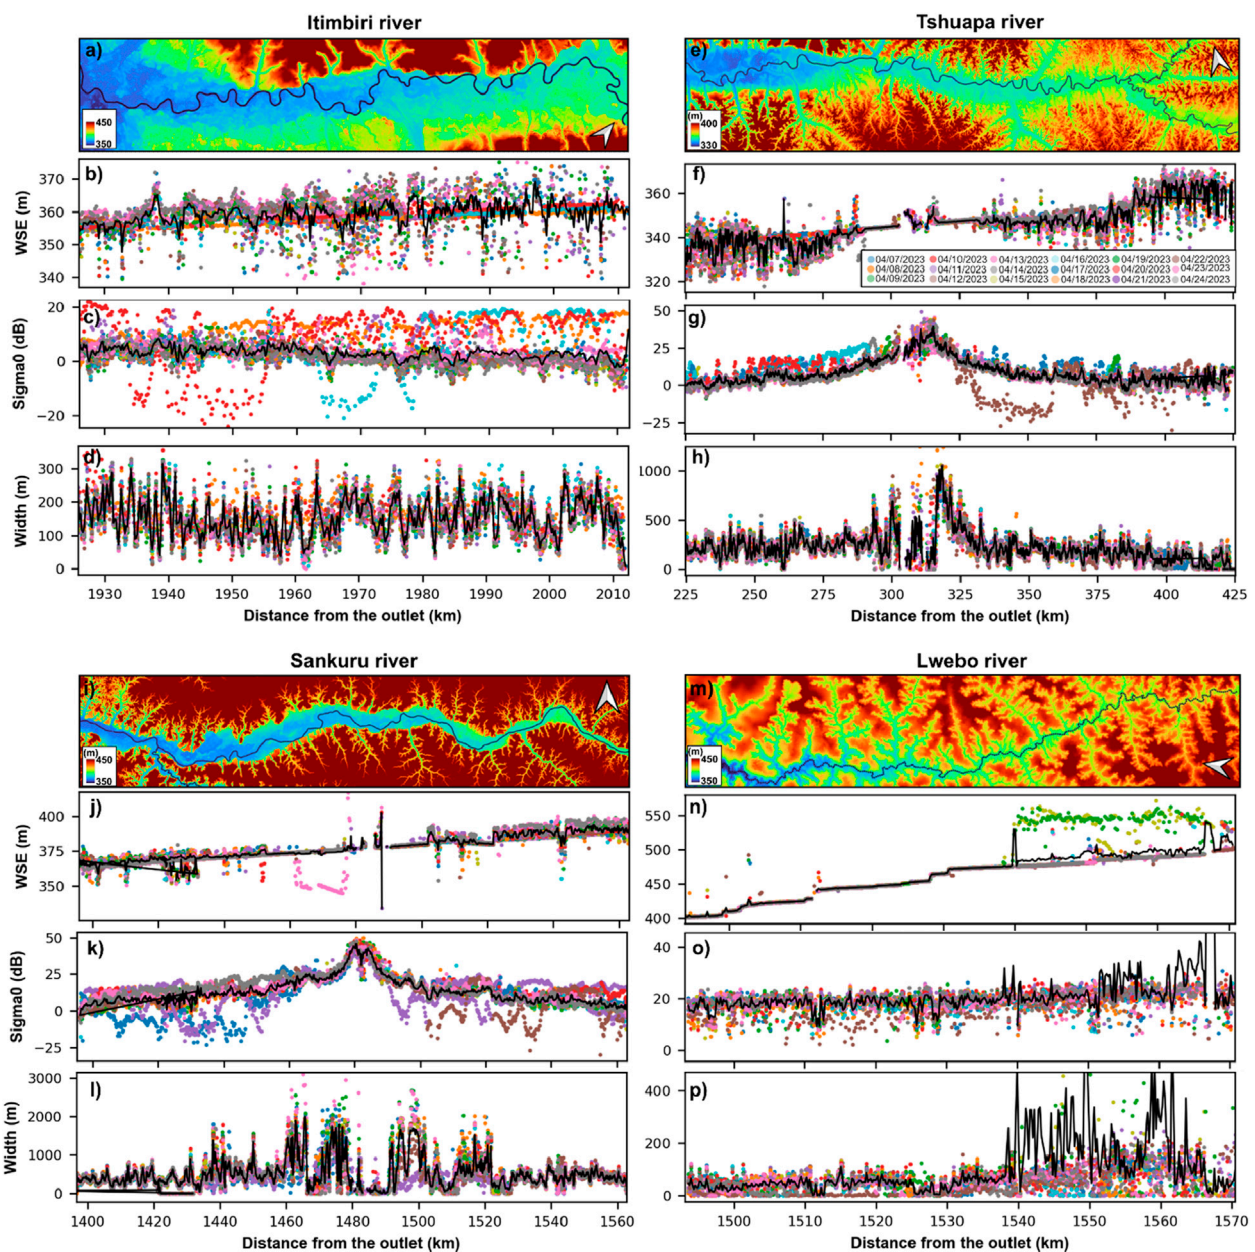 Itimbiri river
Tshuapa river
a)
450
350
e)
(m)
400
330
b)
WSE (m)
370
360
350
340
f)
360
340
320
04/07/2023 04/10/2023 04/13/2023 04/16/2023 04/19/2023 04/22/2023
04/08/2023 04/11/2023 04/14/2023 04/17/2023 04/20/2023 04/23/2023
04/09/2023 04/12/2023 04/15/2023 04/18/2023 04/21/2023 04/24/2023
c)
Sigma0 (dB)
20
0
−20
g)
50
25
0
−25
d)
Width (m)
300
200
100
0
h)
1000
500
0
1930 1940 1950 1960 1970 1980 1990 2000 2010
225 250 275 300 325 350 375 400 425
Distance from the outlet (km)
Distance from the outlet (km)
Sankuru river
Lwebo river
i)
(m)
450
350
m)
(m)
450
350
j)
WSE (m)
400
375
350
n)
550
500
450
400
k)
Sigma0 (dB)
50
25
0
−25
o)
40
20
0
l)
Width (m)
3000
2000
1000
0
p)
400
200
0
1400 1420 1440 1460 1480 1500 1520 1540 1560
1500 1510 1520 1530 1540 1550 1560 1570
Distance from the outlet (km)
Distance from the outlet (km)